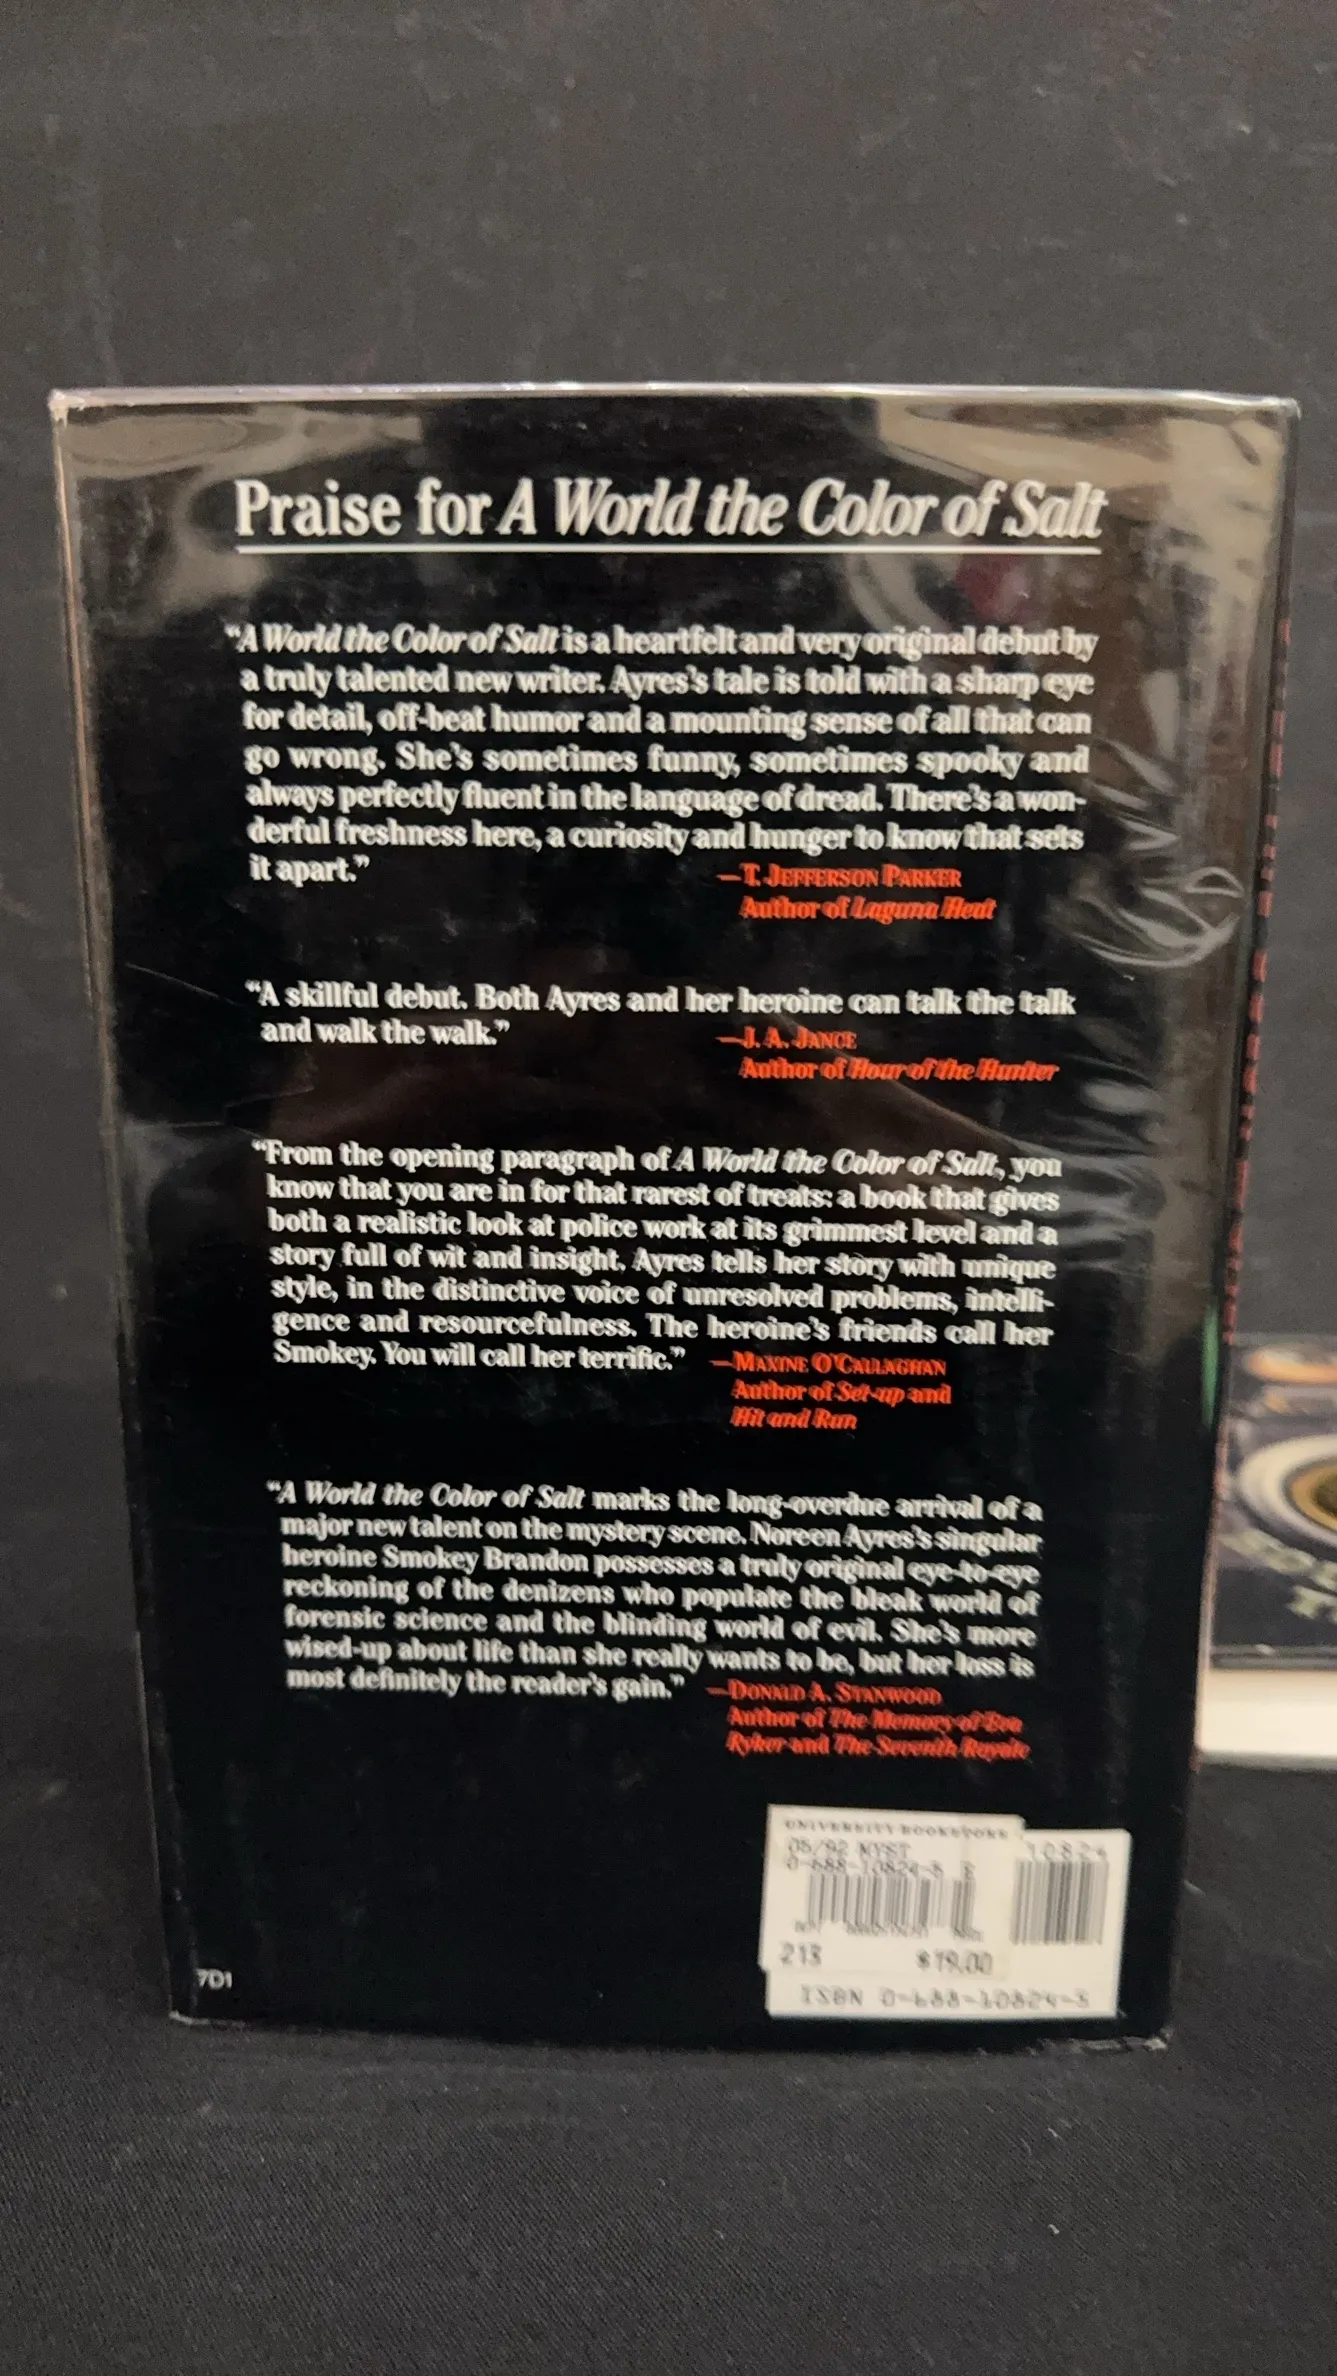 Praise for A World the Color of Salt
“A World the Color of Salt is a heartfelt and very original debut by
a truly talented new writer. Ayres’s tale is told with a sharp eye
for detail, off-beat humor and a mounting sense of all that can
go wrong. She’s sometimes funny, sometimes spooky and
always perfectly fluent in the language of dread. There’s a won-
derful freshness here, a curiosity and hunger to know that sets
it apart.”
—T. JEFFERSON PARKER
Author of Laguna Heat
“A skillful debut. Both Ayres and her heroine can talk the talk
and walk the walk.”
—J. A. JANCE
Author of Hour of the Hunter
“From the opening paragraph of A World the Color of Salt, you
know that you are in for that rarest of treats: a book that gives
both a realistic look at police work at its grimmest level and a
story full of wit and insight. Ayres tells her story with unique
style, in the distinctive voice of unresolved problems, intelli-
gence and resourcefulness. The heroine’s friends call her
Smokey. You will call her terrific.”
—MAXINE O’CALLAGHAN
Author of Set-up and
Hit and Run
“A World the Color of Salt marks the long-overdue arrival of a
major new talent on the mystery scene. Noreen Ayres’s singular
heroine Smokey Brandon possesses a truly original eye-to-eye
reckoning of the denizens who populate the bleak world of
forensic science and the blinding world of evil. She’s more
wised-up about life than she really wants to be, but her loss is
most definitely the reader’s gain.”
—DONALD A. STANWOOD
Author of The Memory of Eva
Ryker and The Seventh Royale
UNIVERSITY BOOKSTORE
05/92 MYST
0-688-10824-5
10824
213 $19.00
ISBN 0-688-10824-5
7D1